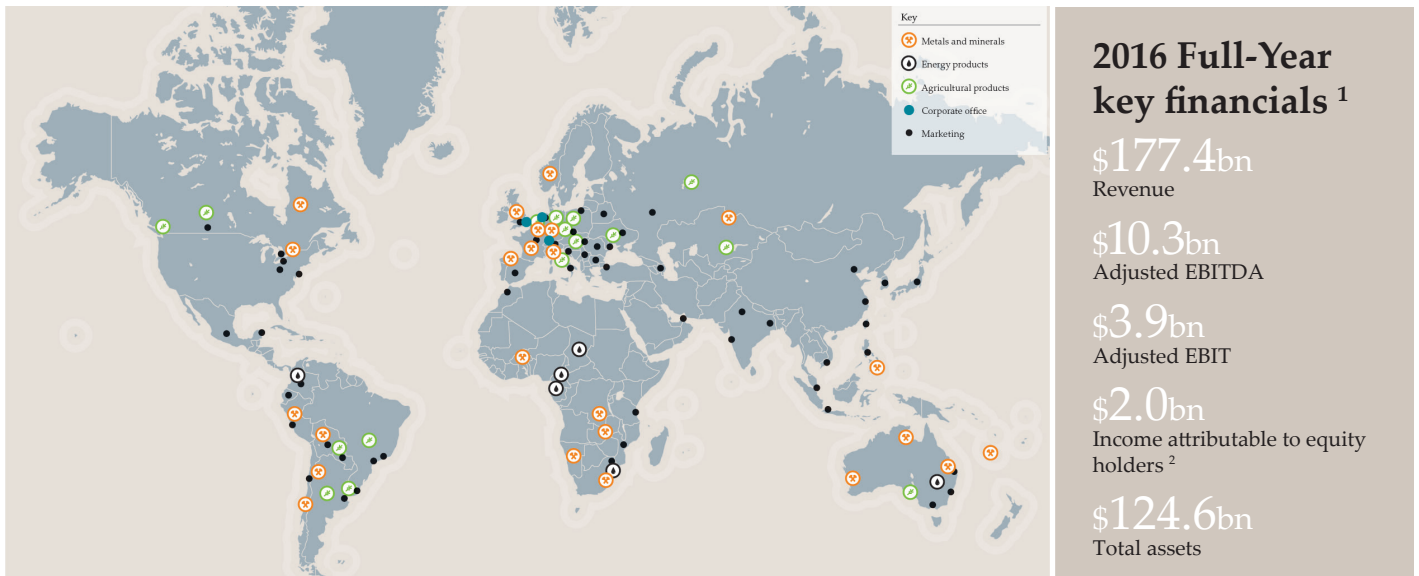 Key
Metals and minerals
Energy products
Agricultural products
Corporate office
Marketing
2016 Full-Year
key financials 1
$177.4bn
Revenue
$10.3bn
Adjusted EBITDA
$3.9bn
Adjusted EBIT
$2.0bn
Income attributable to equity
holders 2
$124.6bn
Total assets